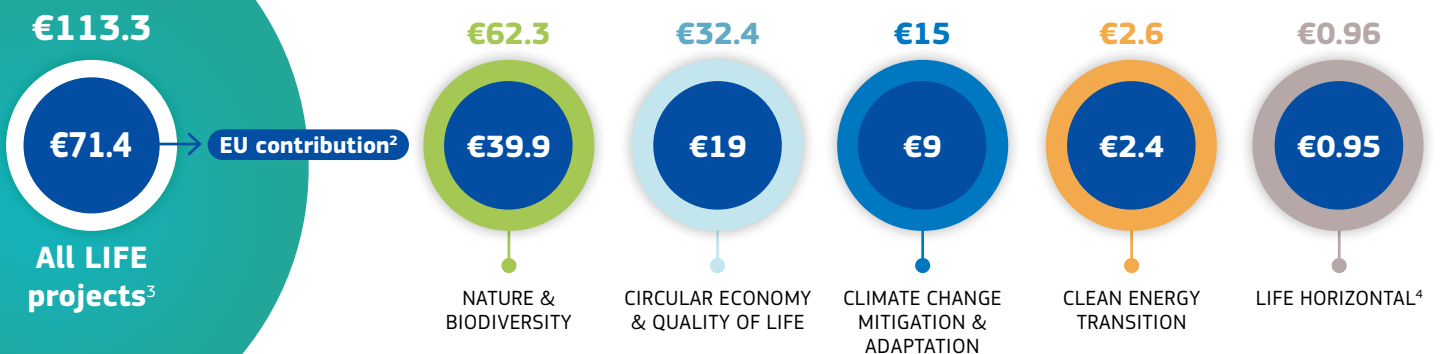 €113.3
€71.4
EU contribution²
All LIFE
projects³
€62.3
€39.9
NATURE &
BIODIVERSITY
€32.4
€19
CIRCULAR ECONOMY
& QUALITY OF LIFE
€15
€9
CLIMATE CHANGE
MITIGATION &
ADAPTATION
€2.6
€2.4
CLEAN ENERGY
TRANSITION
€0.96
€0.95
LIFE HORIZONTAL⁴